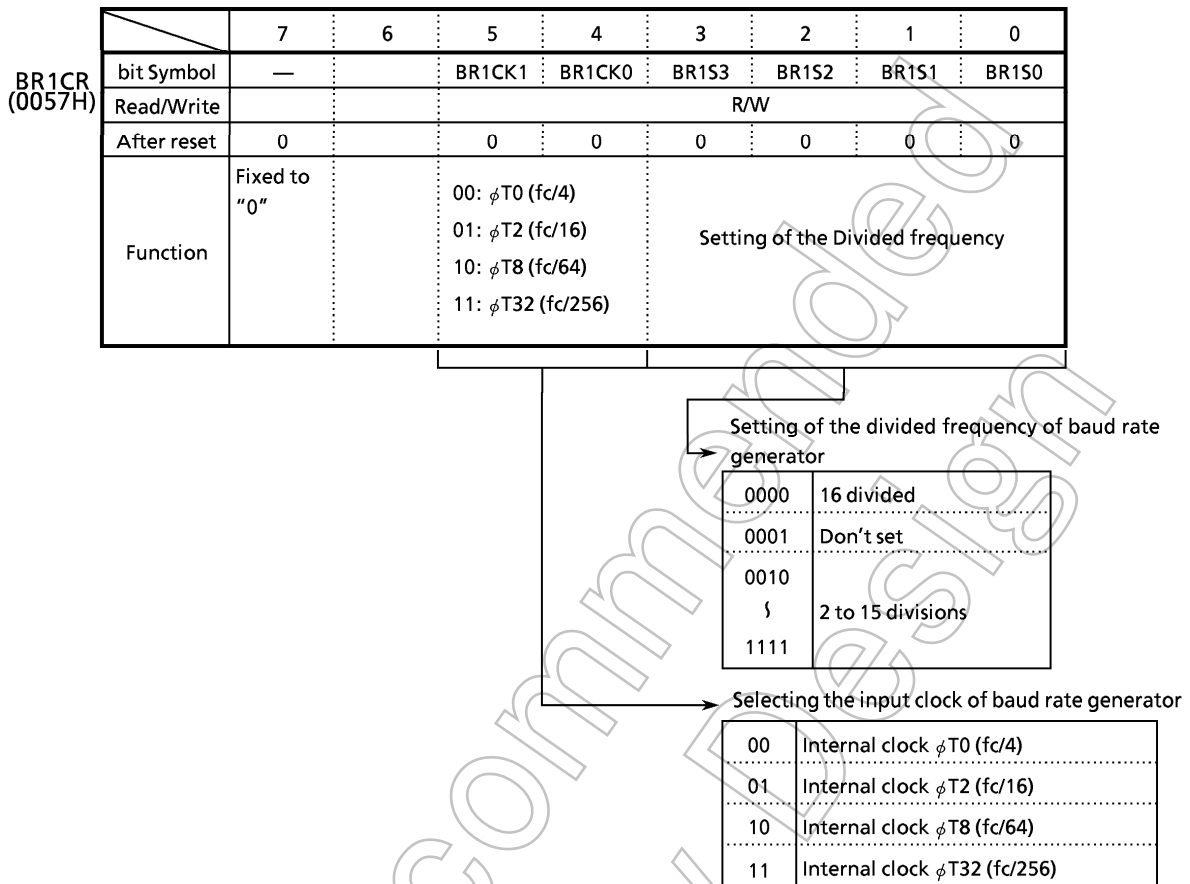 7 6 5 4 3 2 1 0
BR1CR
(0057H)
bit Symbol — BR1CK1 BR1CK0 BR1S3 BR1S2 BR1S1 BR1S0
Read/Write R/W
After reset 0 0 0 0 0 0 0
Function
Fixed to
"0"
00: φT0 (fc/4)
01: φT2 (fc/16)
10: φT8 (fc/64)
11: φT32 (fc/256)
Setting of the Divided frequency
Setting of the divided frequency of baud rate
generator
0000 16 divided
0001 Don't set
0010
∫
1111
2 to 15 divisions
Selecting the input clock of baud rate generator
00 Internal clock φT0 (fc/4)
01 Internal clock φT2 (fc/16)
10 Internal clock φT8 (fc/64)
11 Internal clock φT32 (fc/256)
commended
Design